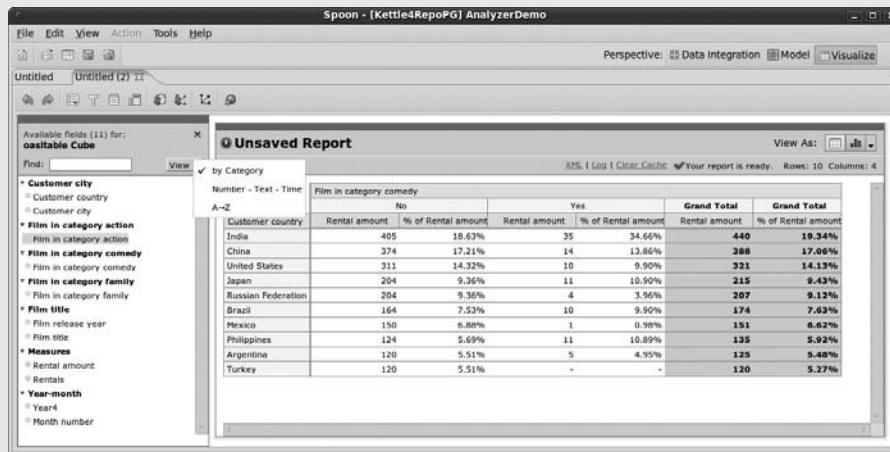 Spoon - [Kettle4RepoPG] AnalyzerDemo
File Edit View Action Tools Help
Perspective: Data Integration Model Visualize
Untitled Untitled (2)
Available fields (11) for:
oasitable Cube
Find: View
by Category
Number - Text - Time
A→Z
Customer city
Customer country
Customer city
Film in category action
Film in category action
Film in category comedy
Film in category comedy
Film in category family
Film in category family
Film title
Film release year
Film title
Measures
Rental amount
Rentals
Year-month
Year4
Month number
Unsaved Report
View As:
XML | Log | Clear Cache Your report is ready. Rows: 10 Columns: 4
Film in category comedy
No Yes Grand Total Grand Total
Customer country Rental amount % of Rental amount Rental amount % of Rental amount Rental amount % of Rental amount
India 405 18.63% 35 34.66% 440 19.34%
China 374 17.21% 14 13.86% 388 17.06%
United States 311 14.32% 10 9.90% 321 14.13%
Japan 204 9.36% 11 10.90% 215 9.43%
Russian Federation 204 9.36% 4 3.96% 207 9.12%
Brazil 164 7.53% 10 9.90% 174 7.63%
Mexico 150 6.88% 1 0.98% 151 6.62%
Philippines 124 5.69% 11 10.89% 135 5.92%
Argentina 120 5.51% 5 4.95% 125 5.48%
Turkey 120 5.51% - - 120 5.27%